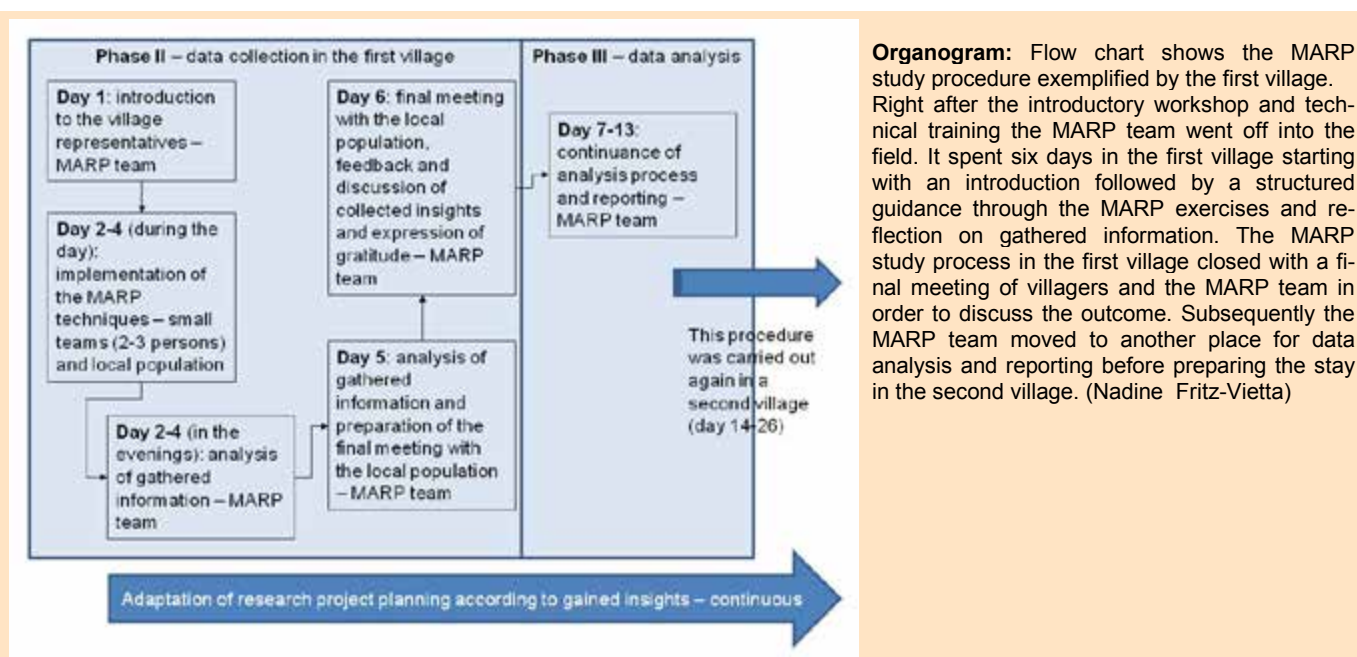 Phase II – data collection in the first village
Day 1: introduction
to the village
representatives –
MARP team
Day 2-4 (during the
day):
implementation of
the MARP
techniques – small
teams (2-3 persons)
and local population
Day 2-4 (in the
evenings): analysis
of gathered
information – MARP
team
Day 5: analysis of
gathered
information and
preparation of the
final meeting with
the local population
– MARP team
Day 6: final meeting
with the local
population,
feedback and
discussion of
collected insights
and expression of
gratitude – MARP
team
Phase III – data analysis
Day 7-13:
continuance of
analysis process
and reporting –
MARP team
This procedure
was carried out
again in a
second village
(day 14-26)
Adaptation of research project planning according to gained insights – continuous
Organogram: Flow chart shows the MARP
study procedure exemplified by the first village.
Right after the introductory workshop and tech-
nical training the MARP team went off into the
field. It spent six days in the first village starting
with an introduction followed by a structured
guidance through the MARP exercises and re-
flection on gathered information. The MARP
study process in the first village closed with a fi-
nal meeting of villagers and the MARP team in
order to discuss the outcome. Subsequently the
MARP team moved to another place for data
analysis and reporting before preparing the stay
in the second village. (Nadine Fritz-Vietta)